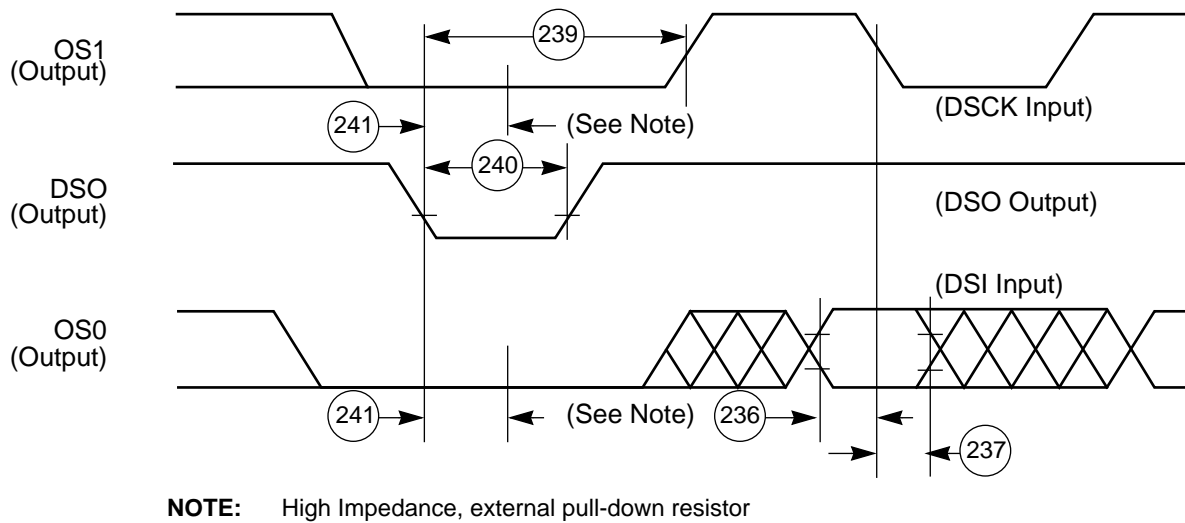 OS1
(Output)
239
(DSCK Input)
241
(See Note)
240
DSO
(Output)
(DSO Output)
(DSI Input)
OS0
(Output)
241
(See Note)
236
237
NOTE: High Impedance, external pull-down resistor